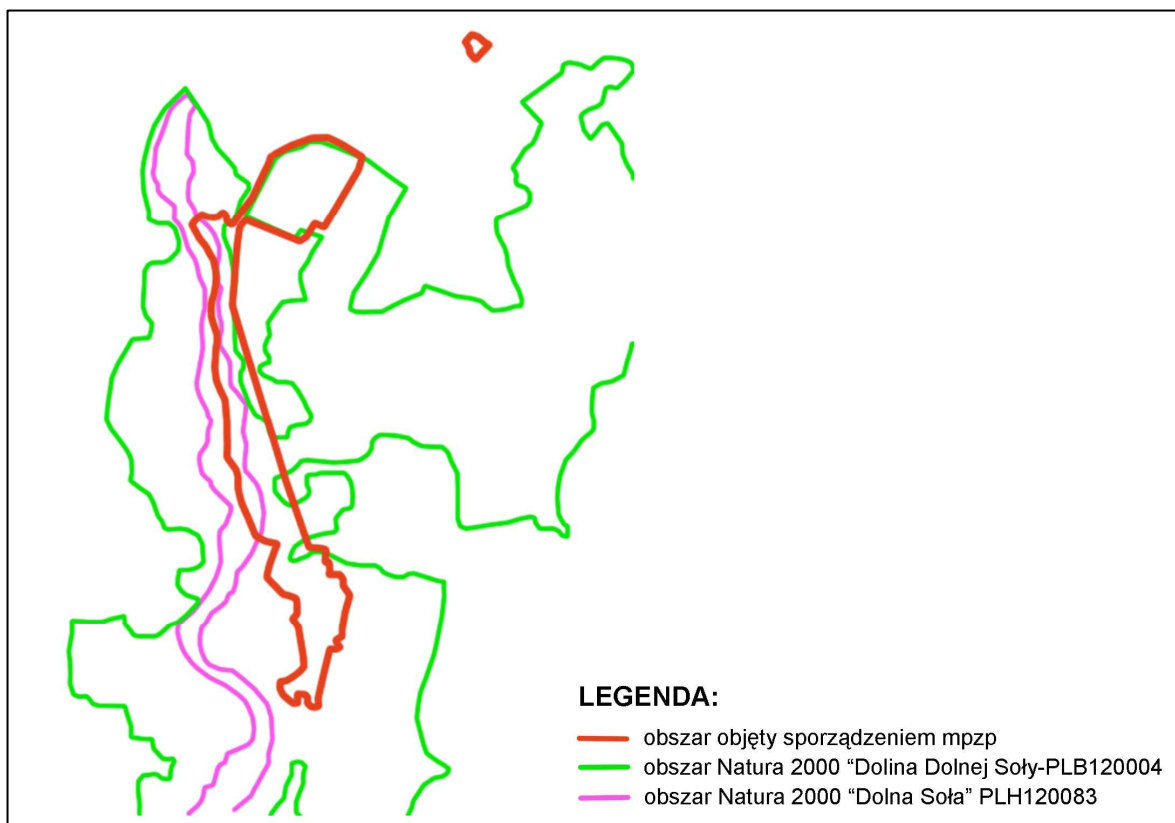 LEGENDA:
obszar objęty sporządzeniem mpzp
obszar Natura 2000 "Dolina Dolnej Soły-PLB120004
obszar Natura 2000 "Dolna Soła" PLH120083